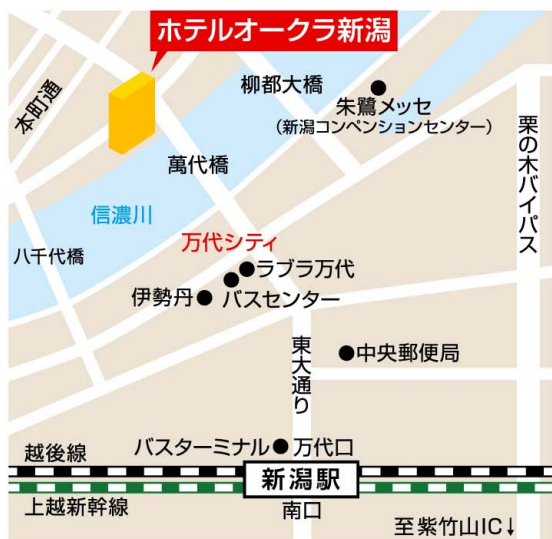 ホテルオークラ新潟
本町通
柳都大橋
朱鷺メッセ
（新潟コンペンションセンター）
萬代橋
栗の木バイパス
信濃川
八千代橋
万代シティ
ラブラ万代
伊勢丹
バスセンター
東大通り
中央郵便局
バスターミナル
万代口
越後線
新潟駅
上越新幹線
南口
至紫竹山IC↓